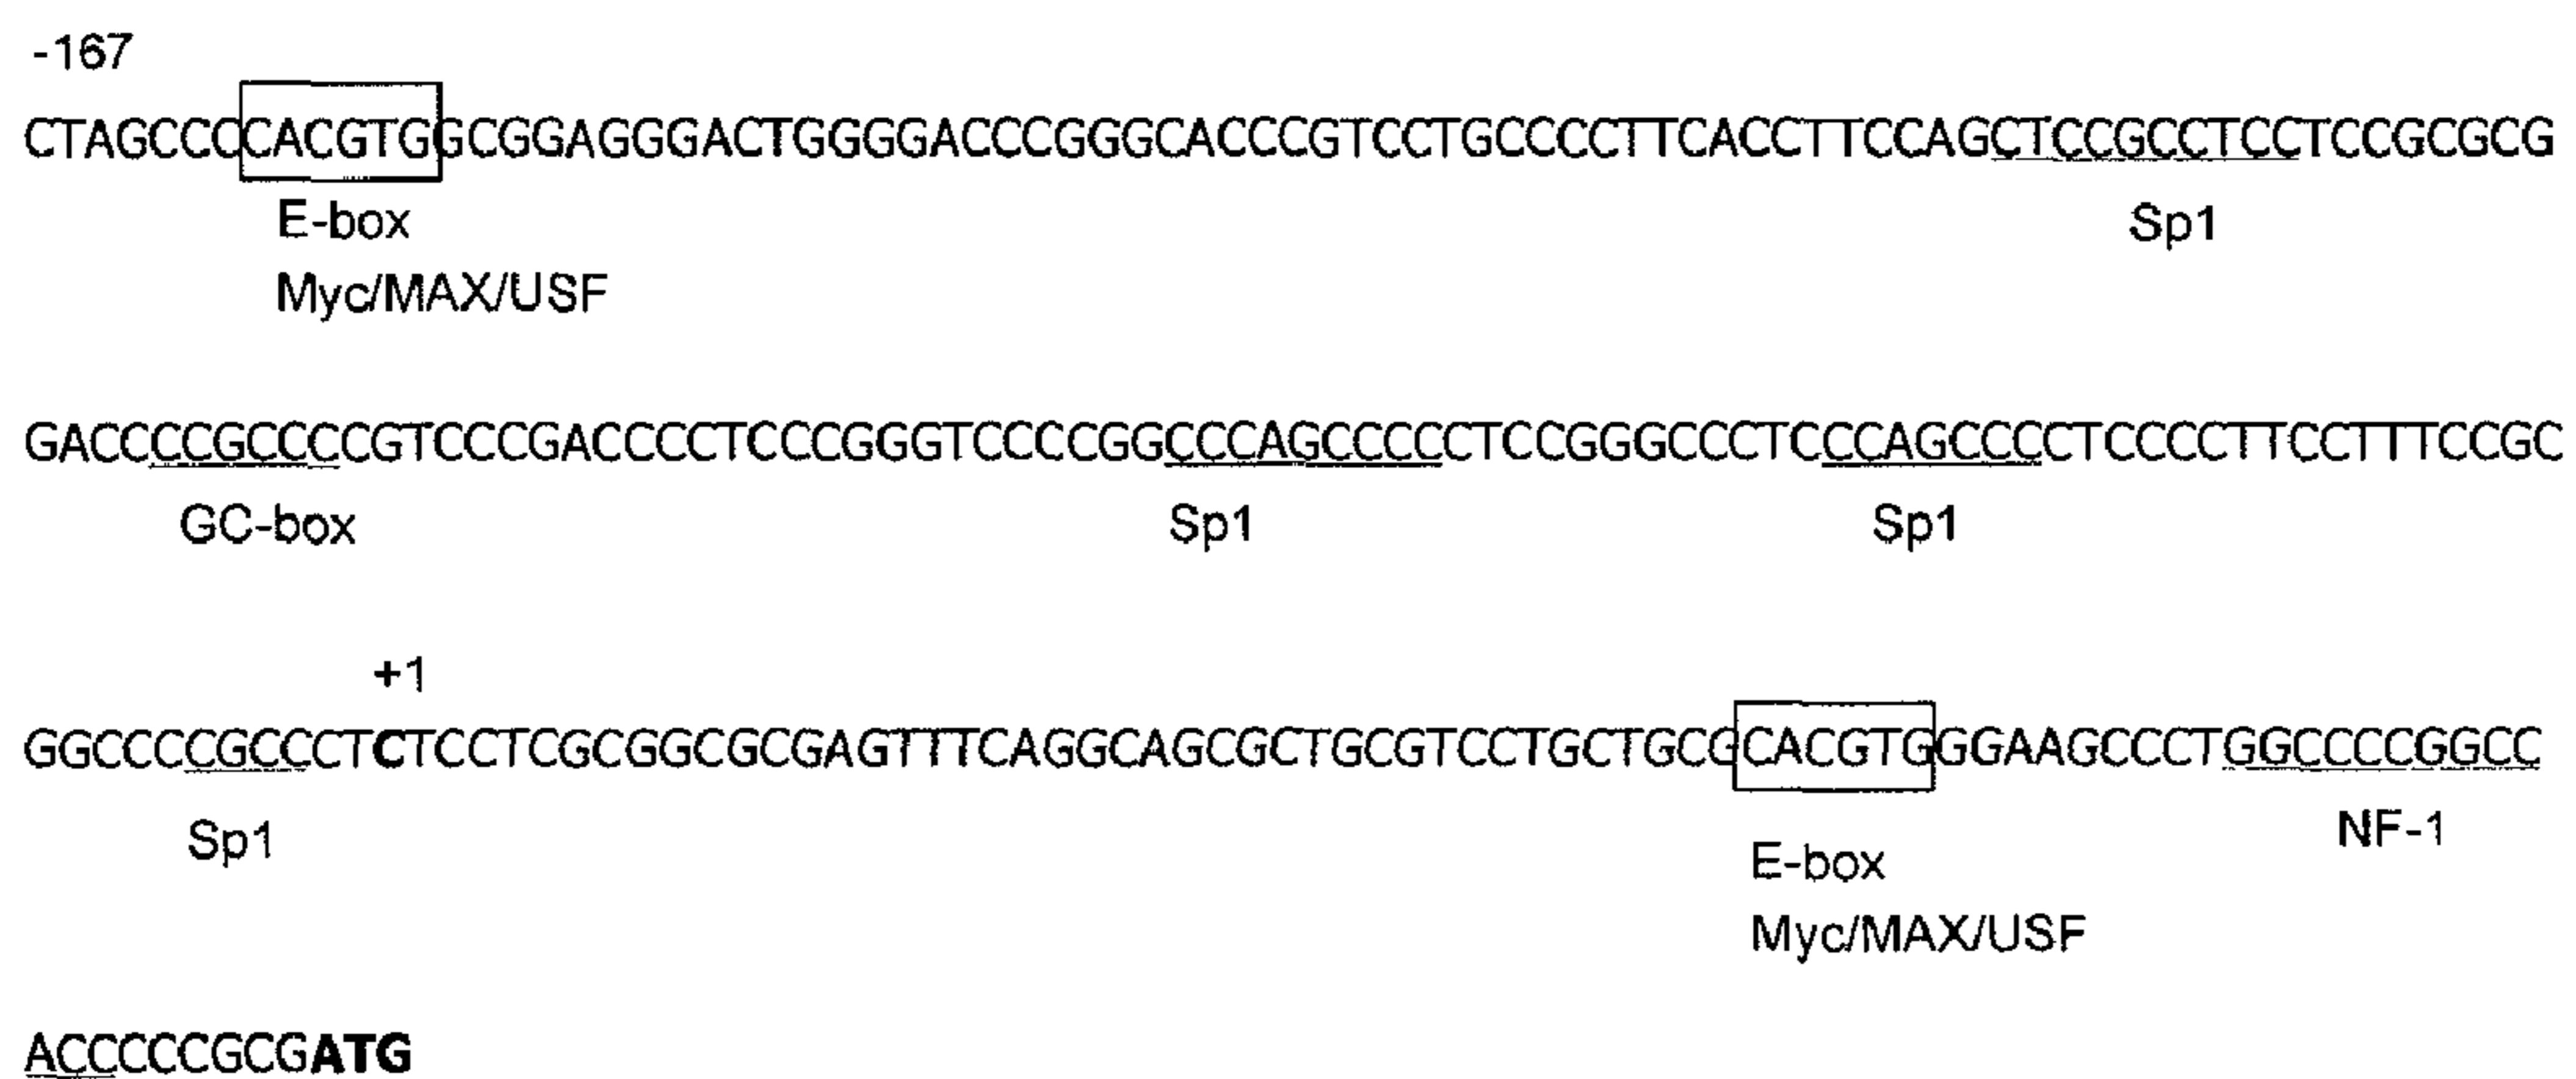 -167
CTAGCCCCACGTGGCGGAGGGACTGGGGACCCGGGCACCCGTCCTGCCCCTTCACCTTCCAGCTCCGCCTCCTCCGCGCG
E-box
Sp1
Myc/MAX/USF
GACCCCGCCCCGTCCCGACCCCTCCCGGGTCCCCGGCCCAGCCCCCTCCGGGCCCTCCCAGCCCCTCCCCTTCCTTTCCGC
GC-box
Sp1
Sp1
+1
GGCCCCGCCCTCTCCTCGCGGCGCGAGTTTCAGGCAGCGCTGCGTCCTGCTGCGCACGTGGGAAGCCCTGGCCCCGGCC
Sp1
NF-1
E-box
Myc/MAX/USF
ACCCCCGCGATG